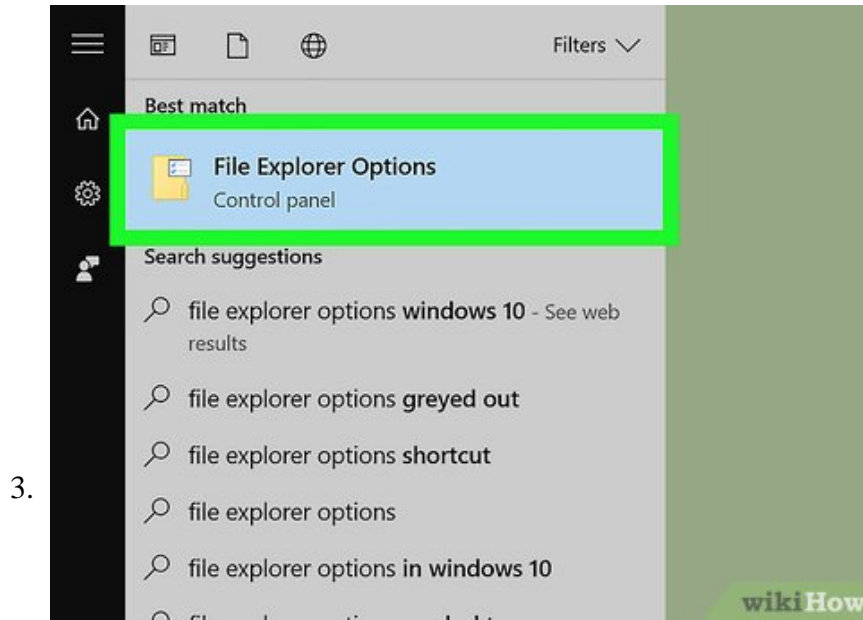 Filters
Best match
File Explorer Options
Control panel
Search suggestions
file explorer options windows 10 - See web
results
file explorer options greyed out
file explorer options shortcut
3.
file explorer options
file explorer options in windows 10
wikiHow